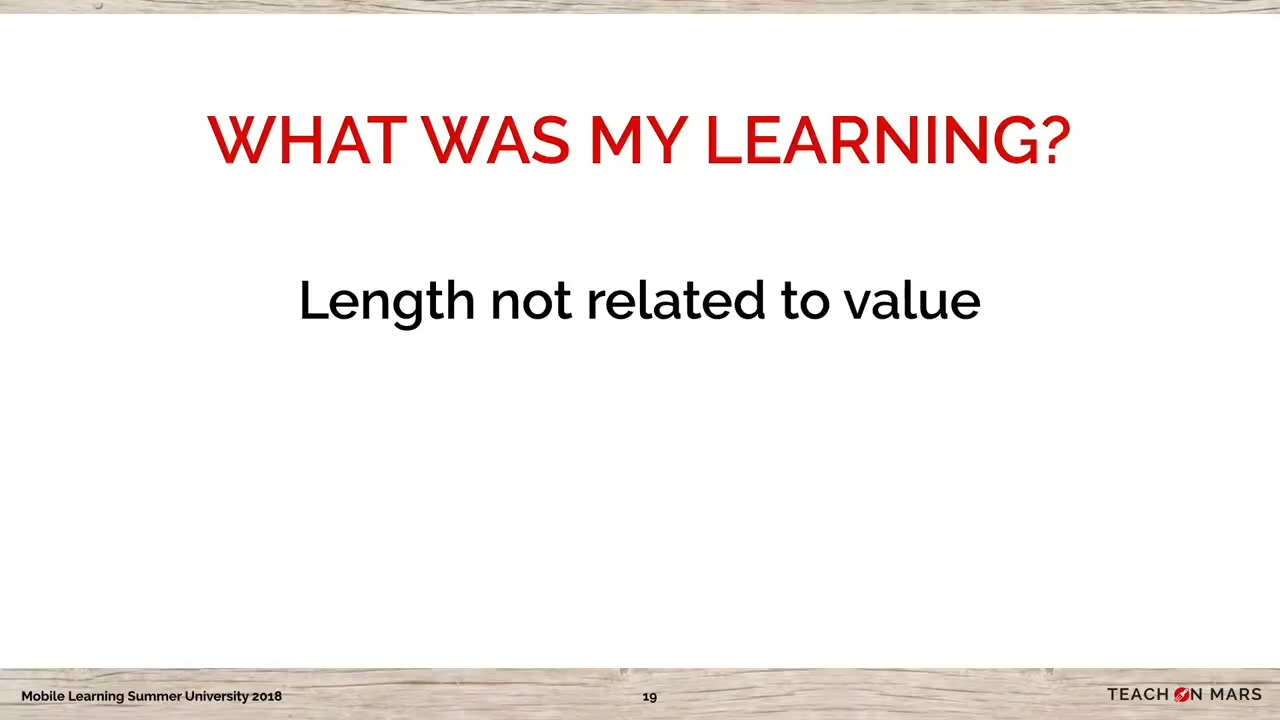 WHAT WAS MY LEARNING?
Length not related to value
Mobile Learning Summer University 2018
19
TEACH ON MARS